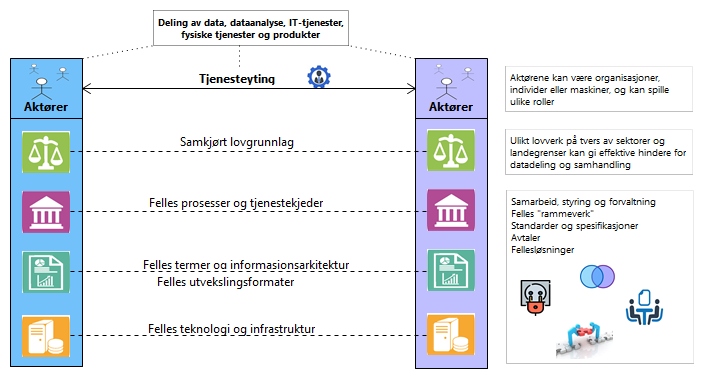 Deling av data, dataanalyse, IT-tjenester,
fysiske tjenester og produkter
Aktører
Tjenesteyting
Aktører
Samkjørt lovgrunnlag
Felles prosesser og tjenestekjeder
Felles termer og informasjonsarkitektur
Felles utvekslingsformater
Felles teknologi og infrastruktur
Aktørene kan være organisasjoner,
individer eller maskiner, og kan spille
ulike roller
Ulikt lovverk på tvers av sektorer og
landegrenser kan gi effektive hindere for
datadeling og samhandling
Samarbeid, styring og forvaltning
Felles "rammeverk"
Standarder og spesifikasjoner
Avtaler
Fellesløsninger